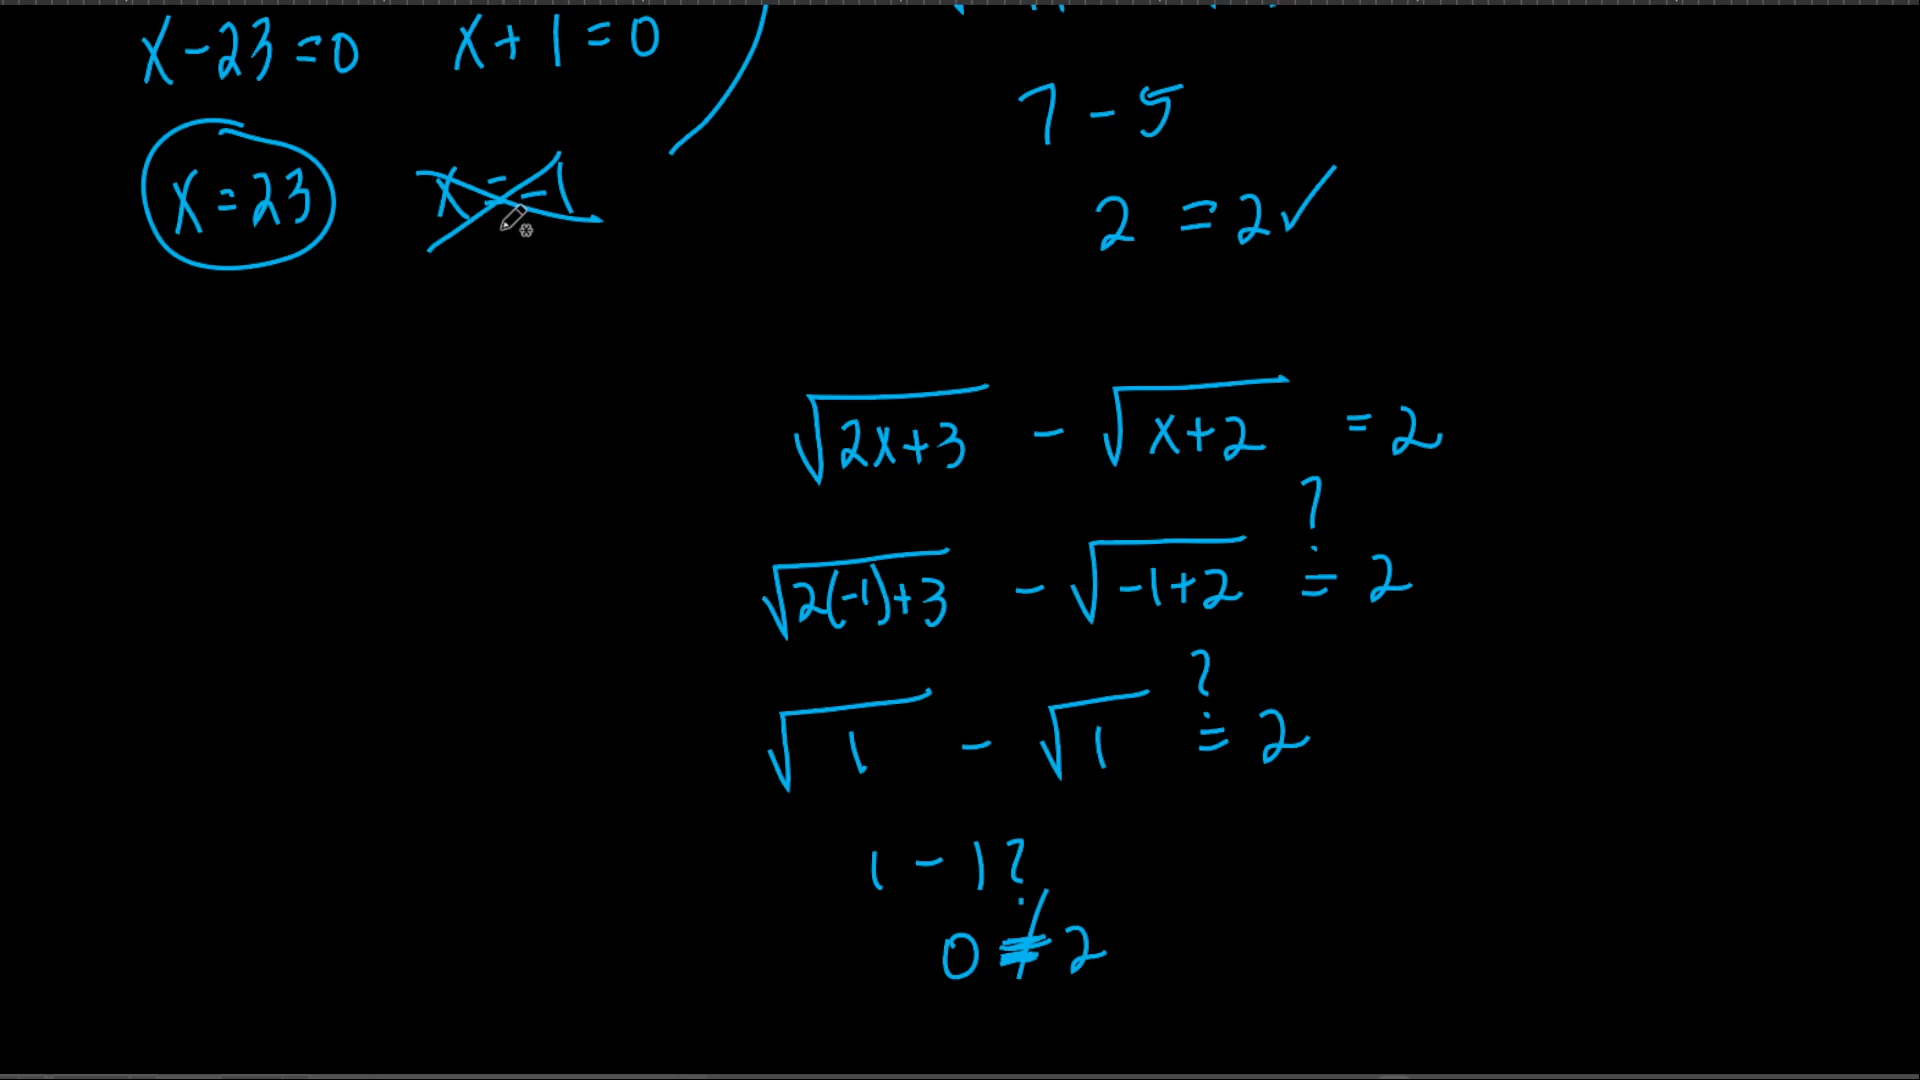 x - 23 = 0
x + 1 = 0
x = 23
x = -1
7 - 5
2 = 2 ✓
√2x+3 - √x+2 = 2
√2(-1)+3 - √-1+2 ≟ 2
√1 - √1 ≟ 2
1 - 1 ?
0 ≠ 2